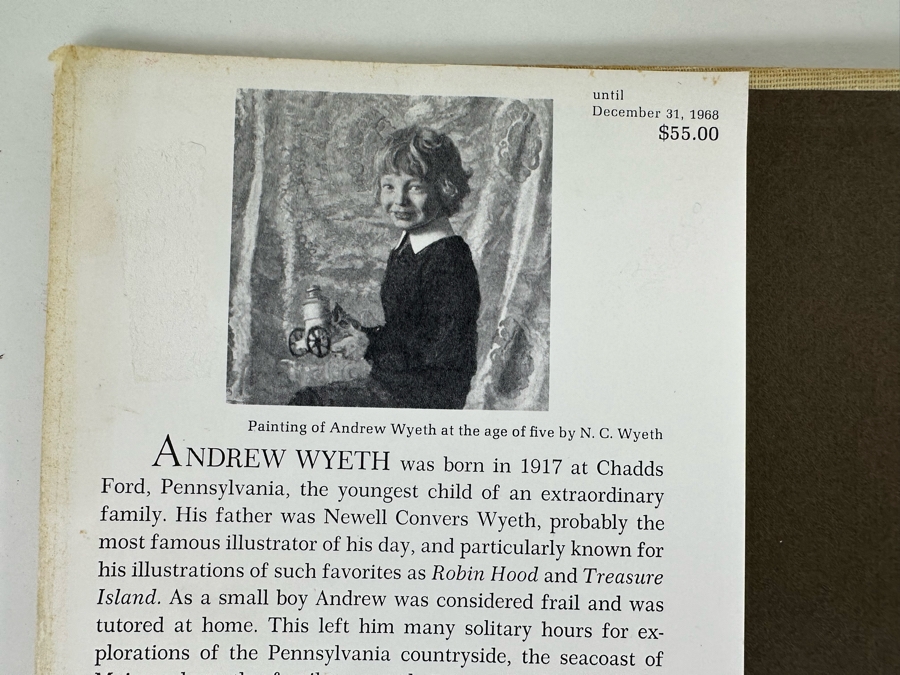 until
December 31, 1968
$55.00
Painting of Andrew Wyeth at the age of five by N. C. Wyeth
ANDREW WYETH was born in 1917 at Chadds
Ford, Pennsylvania, the youngest child of an extraordinary
family. His father was Newell Convers Wyeth, probably the
most famous illustrator of his day, and particularly known for
his illustrations of such favorites as Robin Hood and Treasure
Island. As a small boy Andrew was considered frail and was
tutored at home. This left him many solitary hours for ex-
plorations of the Pennsylvania countryside, the seacoast of